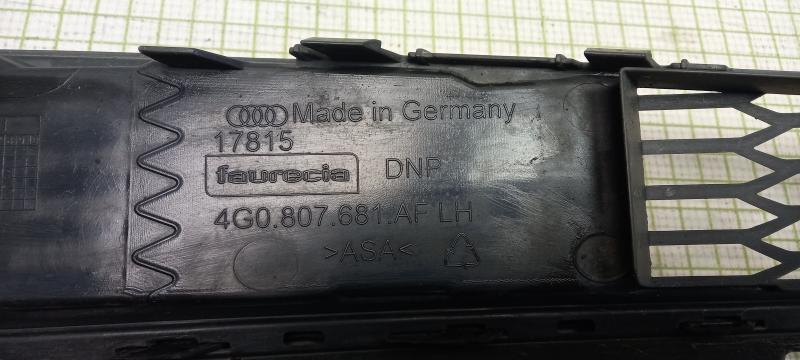 Made in Germany
17815
faurecia DNP
4G0.807.681.AF LH
>ASA<